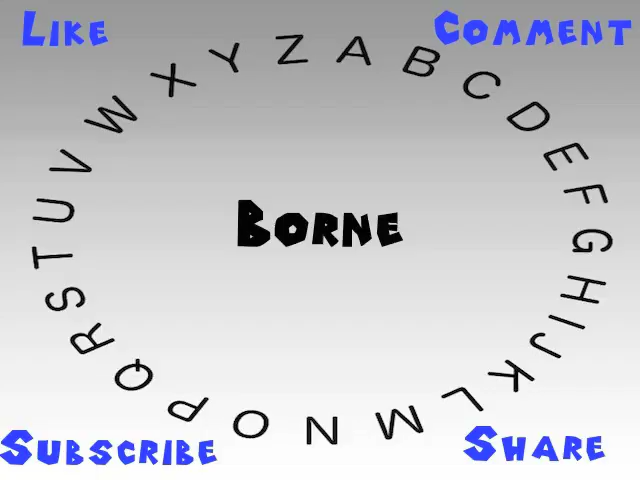 Like
Comment
A B C D E F G H I J K L M N O P Q R S T U V W X Y Z
Borne
Subscribe
Share